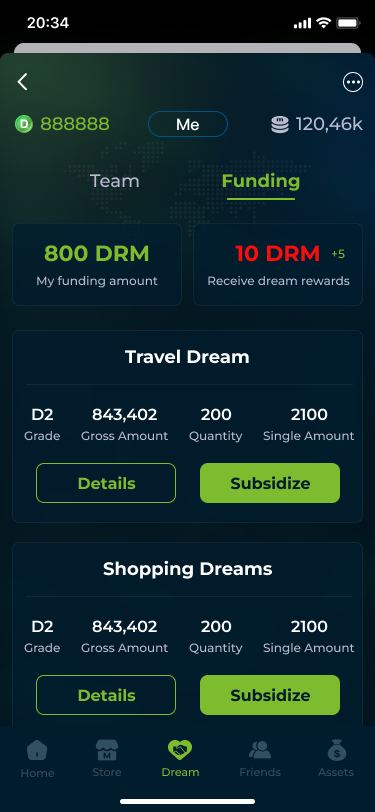 20:34
D 888888
Me
120,46k
Team
Funding
800 DRM
My funding amount
10 DRM +5
Receive dream rewards
Travel Dream
D2 843,402 200 2100
Grade Gross Amount Quantity Single Amount
Details
Subsidize
Shopping Dreams
D2 843,402 200 2100
Grade Gross Amount Quantity Single Amount
Details
Subsidize
M
$
Home Store Dream Friends Assets